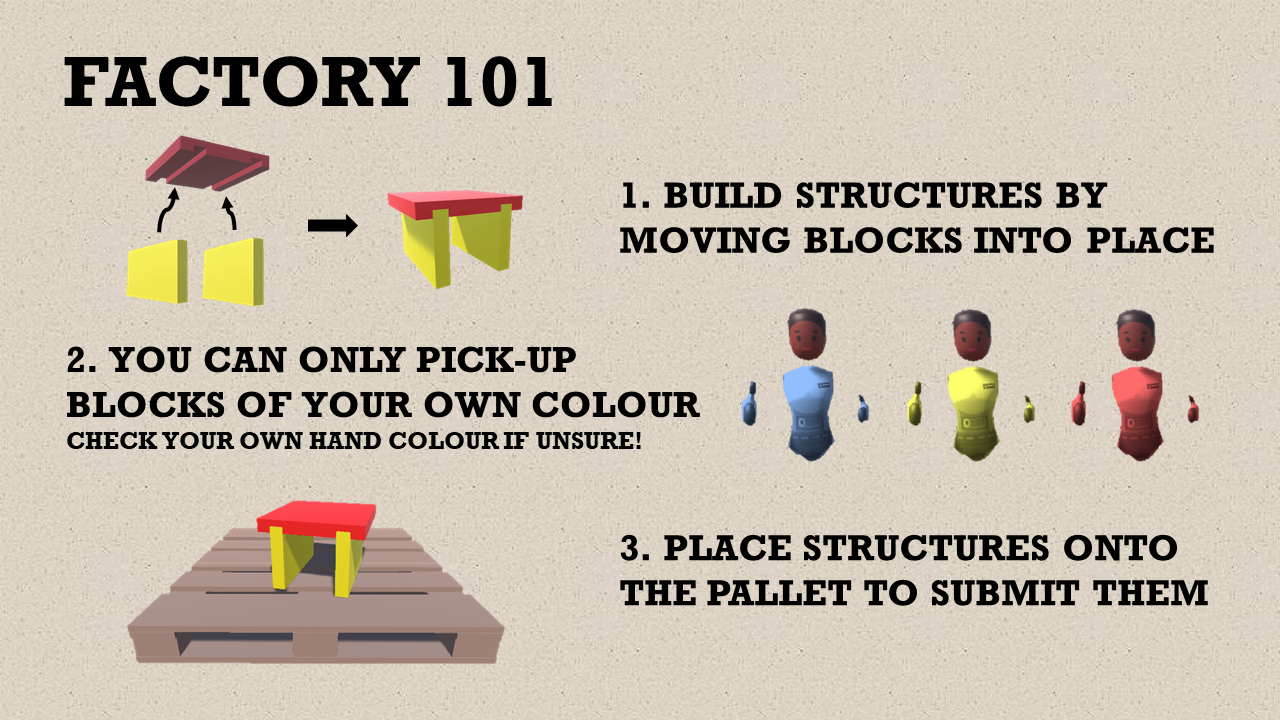 FACTORY 101
1. BUILD STRUCTURES BY
MOVING BLOCKS INTO PLACE
2. YOU CAN ONLY PICK-UP
BLOCKS OF YOUR OWN COLOUR
CHECK YOUR OWN HAND COLOUR IF UNSURE!
3. PLACE STRUCTURES ONTO
THE PALLET TO SUBMIT THEM